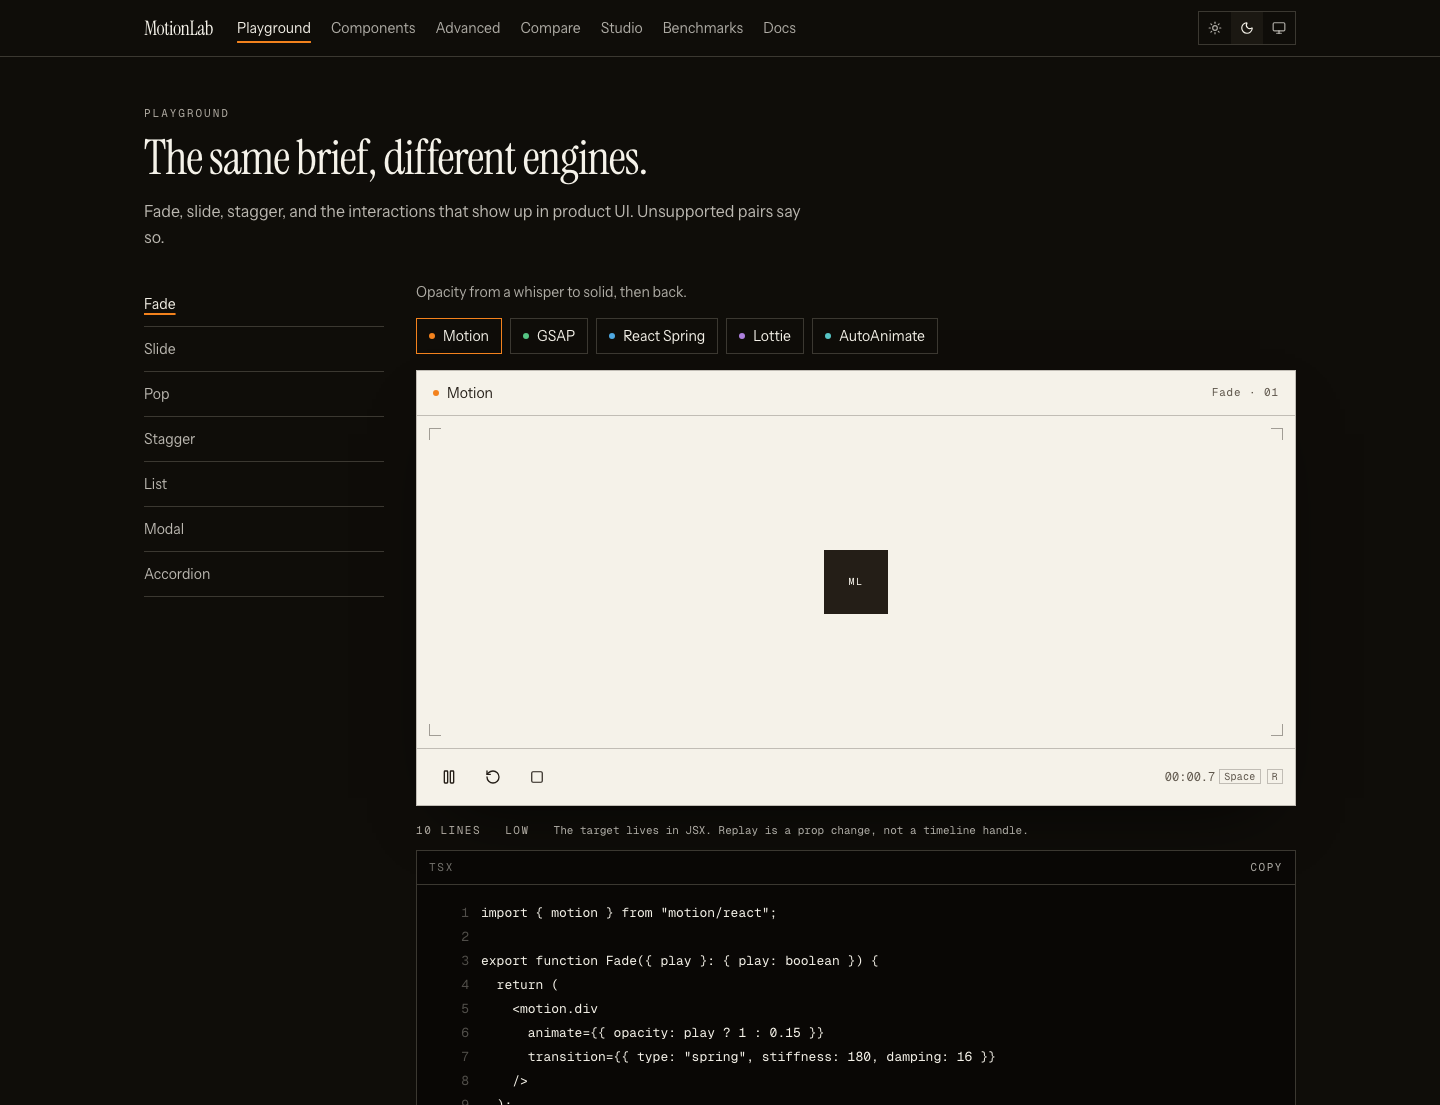 MotionLab Playground Components Advanced Compare Studio Benchmarks Docs
PLAYGROUND
The same brief, different engines.
Fade, slide, stagger, and the interactions that show up in product UI. Unsupported pairs say
so.
Fade
Slide
Pop
Stagger
List
Modal
Accordion
Opacity from a whisper to solid, then back.
Motion GSAP React Spring Lottie AutoAnimate
Motion Fade · 01
ML
00:00.7 Space R
10 LINES LOW The target lives in JSX. Replay is a prop change, not a timeline handle.
TSX COPY
1 import { motion } from "motion/react";
2
3 export function Fade({ play }: { play: boolean }) {
4   return (
5     <motion.div
6       animate={{ opacity: play ? 1 : 0.15 }}
7       transition={{ type: "spring", stiffness: 180, damping: 16 }}
8     />
9   );